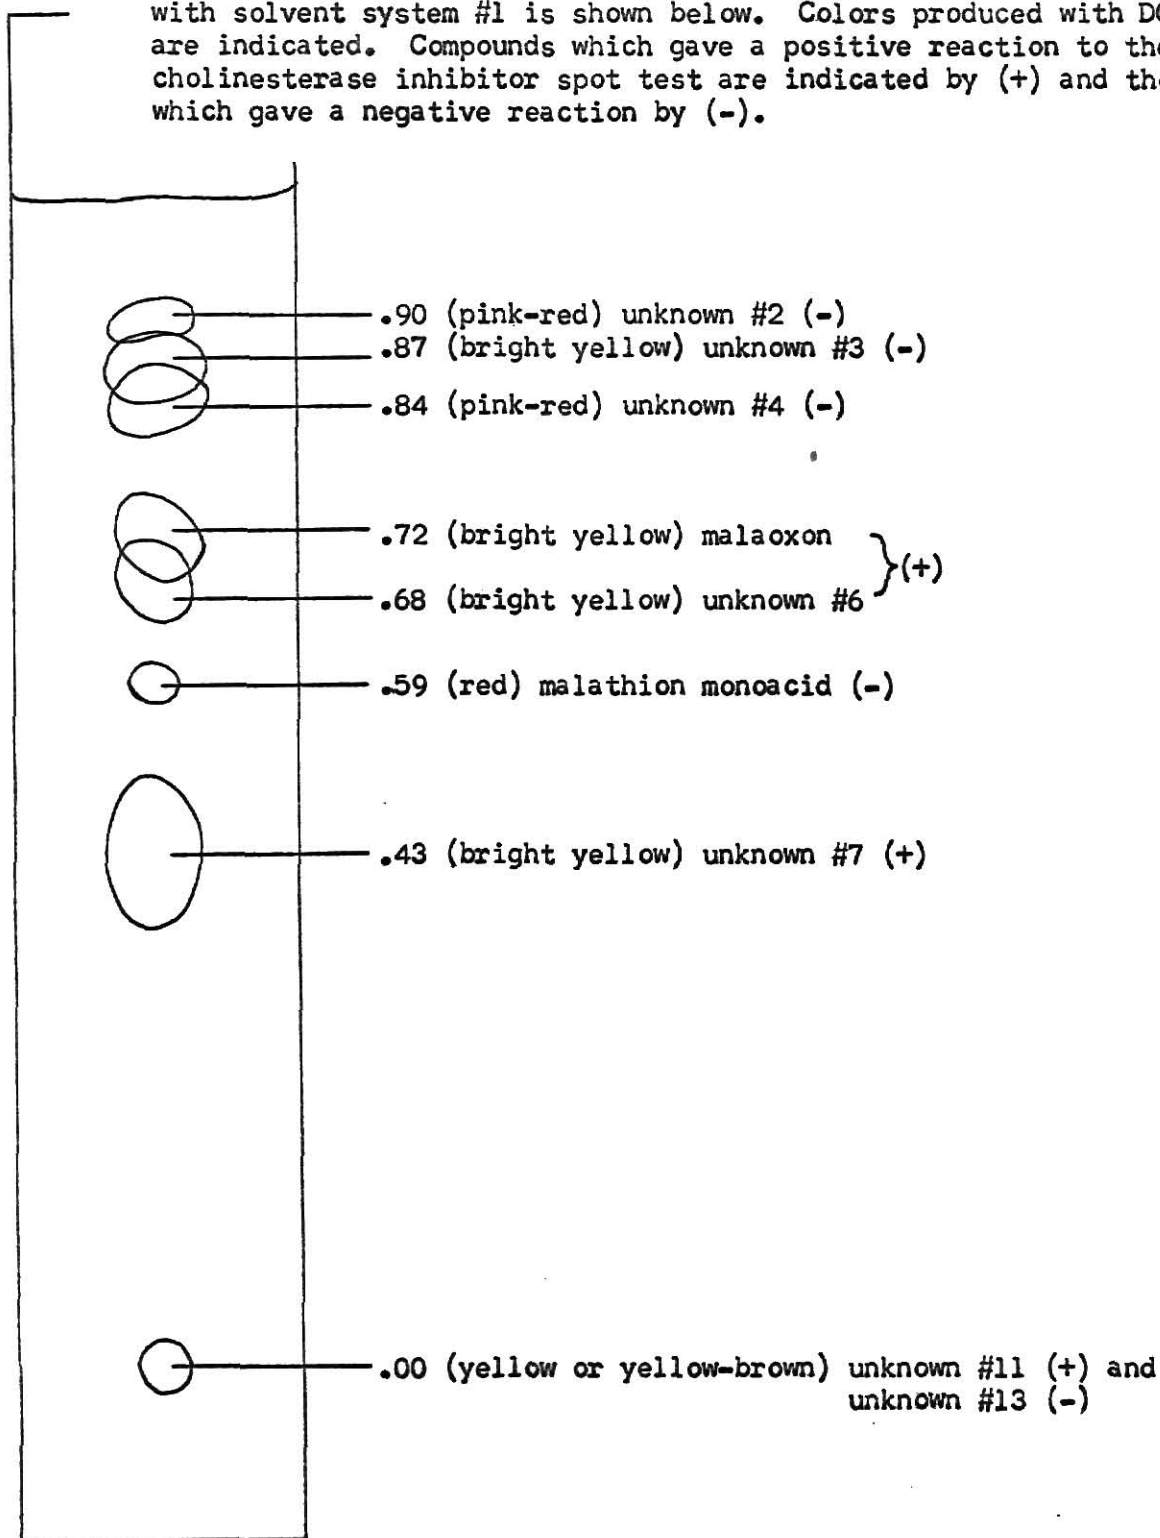 with solvent system #1 is shown below. Colors produced with
are indicated. Compounds which gave a positive reaction to
cholinesterase inhibitor spot test are indicated by (+) and
which gave a negative reaction by (-).
.90 (pink-red) unknown #2 (-)
.87 (bright yellow) unknown #3 (-)
.84 (pink-red) unknown #4 (-)
.72 (bright yellow) malaoxon
(+)
.68 (bright yellow) unknown #6
.59 (red) malathion monoacid (-)
.43 (bright yellow) unknown #7 (+)
.00 (yellow or yellow-brown) unknown #11 (+) and
unknown #13 (-)